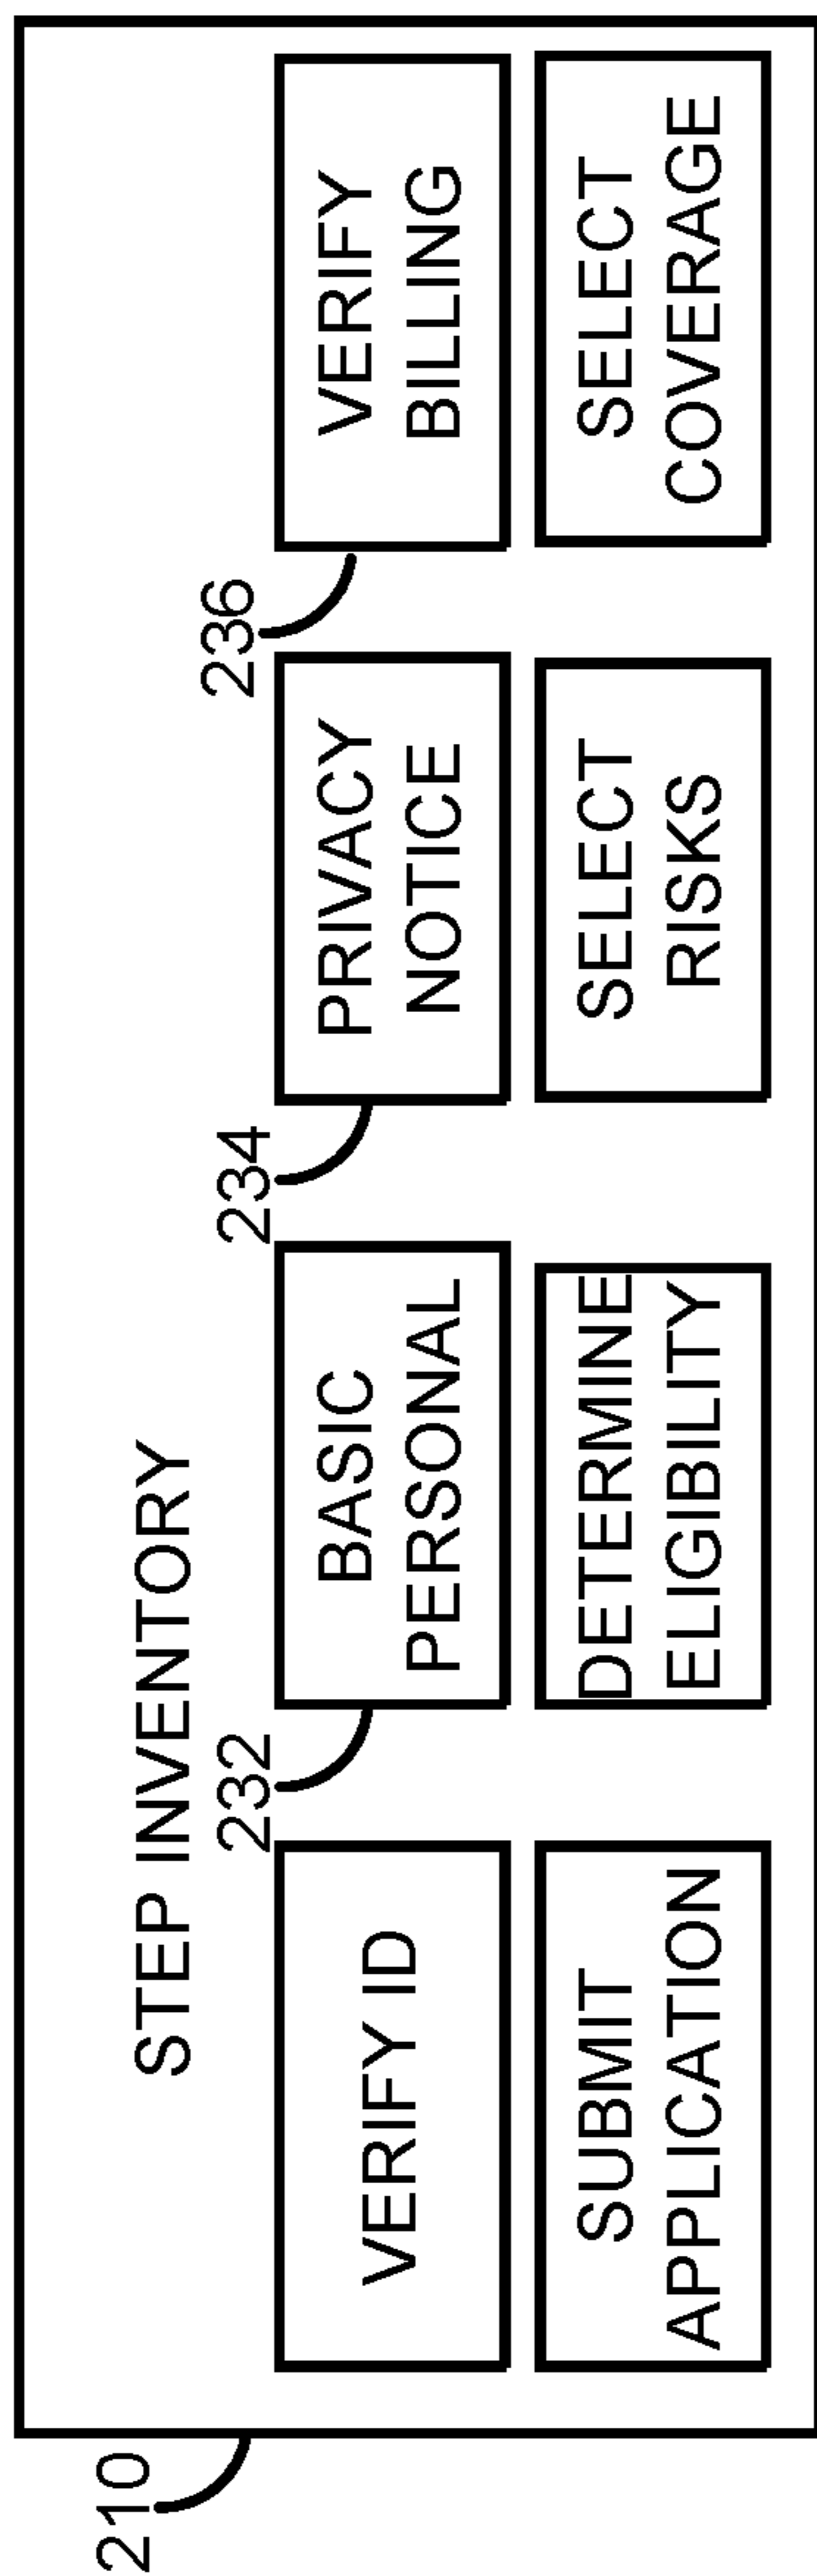 210
STEP INVENTORY
VERIFY ID
232
BASIC
PERSONAL
234
PRIVACY
NOTICE
236
VERIFY
BILLING
SUBMIT
APPLICATION
DETERMINE
ELIGIBILITY
SELECT
RISKS
SELECT
COVERAGE